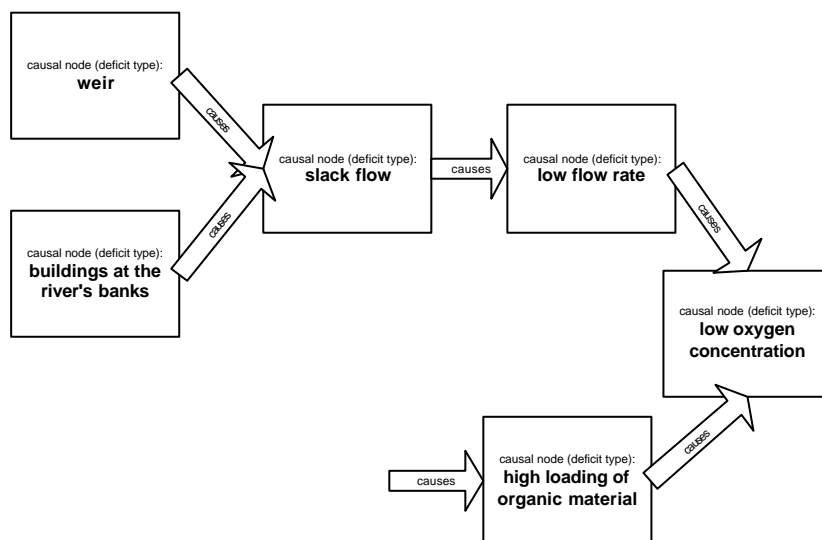 causal node (deficit type):
weir
causes
causal node (deficit type):
buildings at the
river's banks
causes
causal node (deficit type):
slack flow
causes
causal node (deficit type):
low flow rate
causes
causal node (deficit type):
low oxygen
concentration
causes
causal node (deficit type):
high loading of
organic material
causes